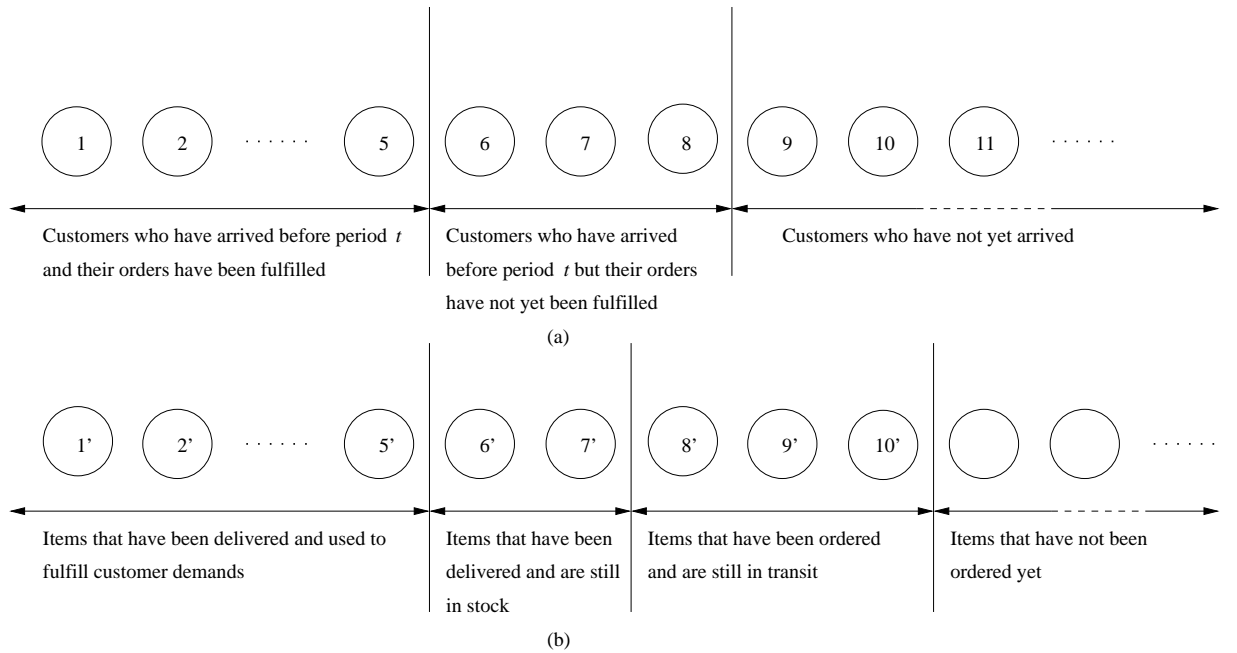 1 2 . . . . . . 5 6 7 8 9 10 11 . . . . . .
Customers who have arrived before period t
and their orders have been fulfilled
Customers who have arrived
before period t but their orders
have not yet been fulfilled
Customers who have not yet arrived
(a)
1’ 2’ . . . . . . 5’ 6’ 7’ 8’ 9’ 10’ . . . . . .
Items that have been delivered and used to
fulfill customer demands
Items that have been
delivered and are still
in stock
Items that have been ordered
and are still in transit
Items that have not been
ordered yet
(b)